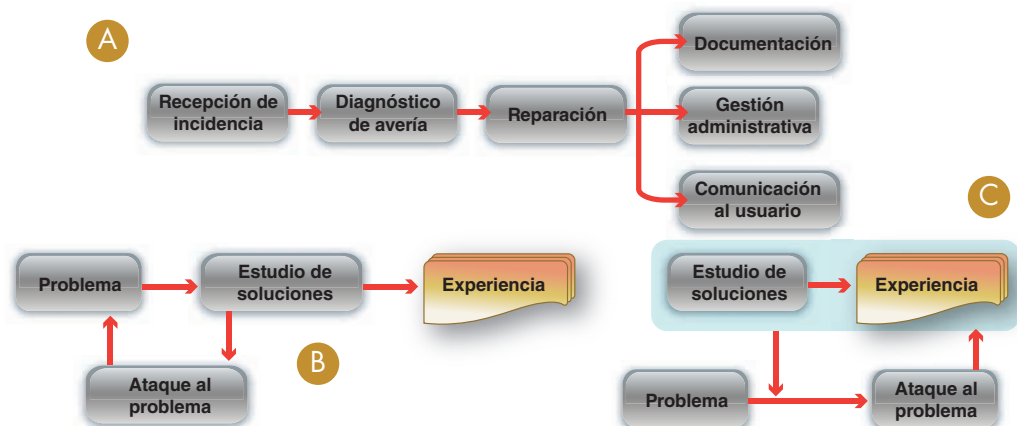 A
Recepción de
incidencia
Diagnóstico
de avería
Reparación
Documentación
Gestión
administrativa
Comunicación
al usuario
Problema
Estudio de
soluciones
Experiencia
Ataque al
problema
B
C
Estudio de
soluciones
Experiencia
Problema
Ataque al
problema